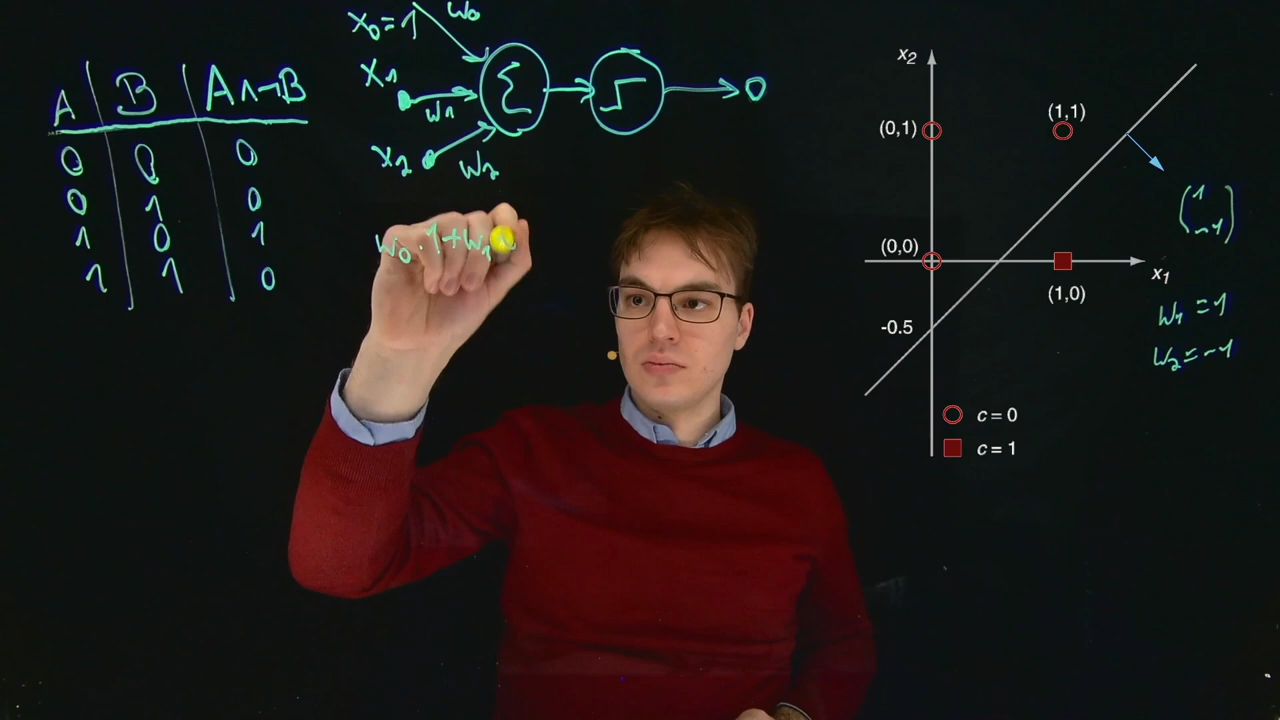 A B A∧¬B
0 0 0
0 1 0
1 0 1
1 1 0
x₀=1 w₀
x₁ w₁
x₂ w₂
Σ
0
w₀·1+w₁
x₂
(0,1)
(1,1)
(0,0)
x₁
(1,0)
-0.5
c = 0
c = 1
(1
-1)
w₁=1
w₂=-1